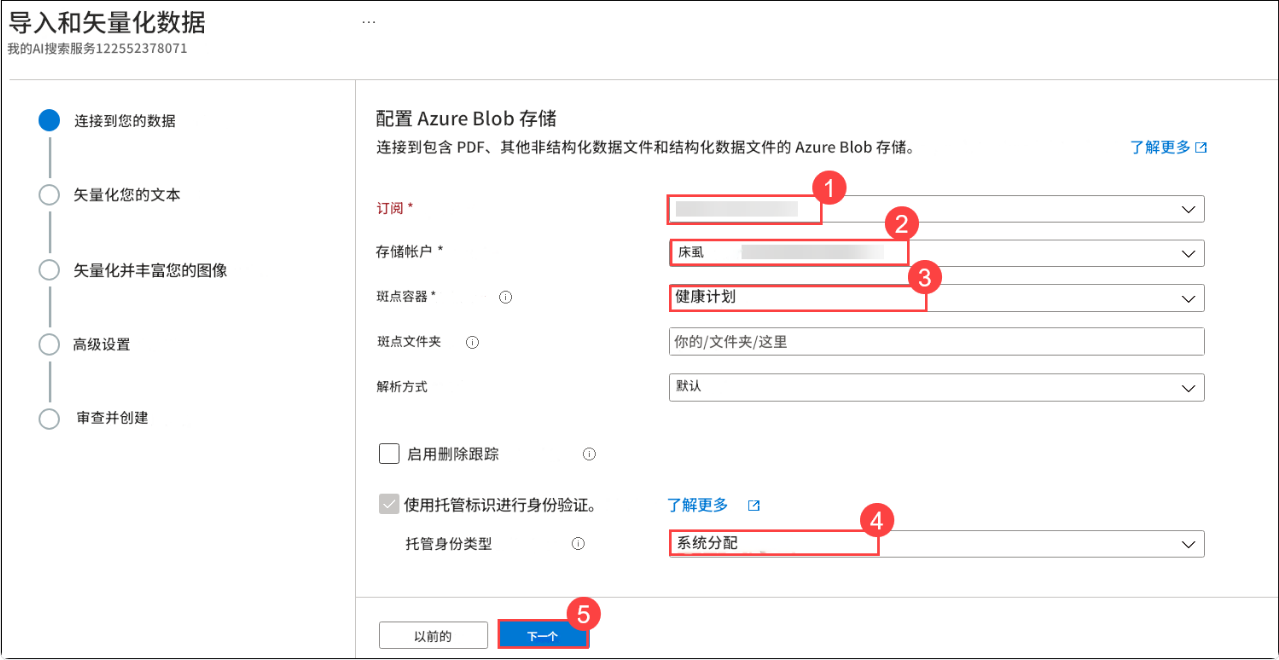 导入和矢量化数据
...
我的AI搜索服务122552378071
连接到您的数据
矢量化您的文本
矢量化并丰富您的图像
高级设置
审查并创建
配置 Azure Blob 存储
连接到包含 PDF、其他非结构化数据文件和结构化数据文件的 Azure Blob 存储。
了解更多
1
订阅 *
2
存储帐户 *
床虱
3
斑点容器 *
健康计划
斑点文件夹
你的/文件夹/这里
解析方式
默认
启用删除跟踪
使用托管标识进行身份验证。
了解更多
4
托管身份类型
系统分配
5
以前的
下一个